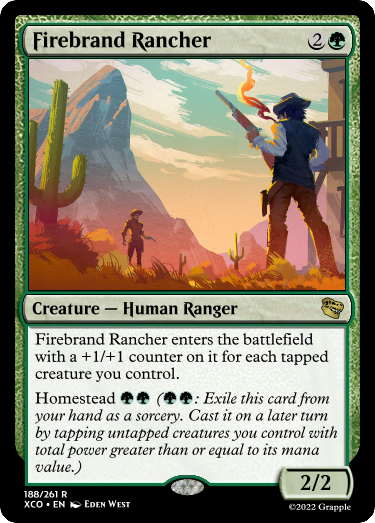 Firebrand Rancher 2
Creature — Human Ranger
Firebrand Rancher enters the battlefield
with a +1/+1 counter on it for each tapped
creature you control.
Homestead (: Exile this card from
your hand as a sorcery. Cast it on a later turn
by tapping untapped creatures you control with
total power greater than or equal to its mana
value.)
2/2
188/261 R
XCO • EN Eden West
©2022 Grapple